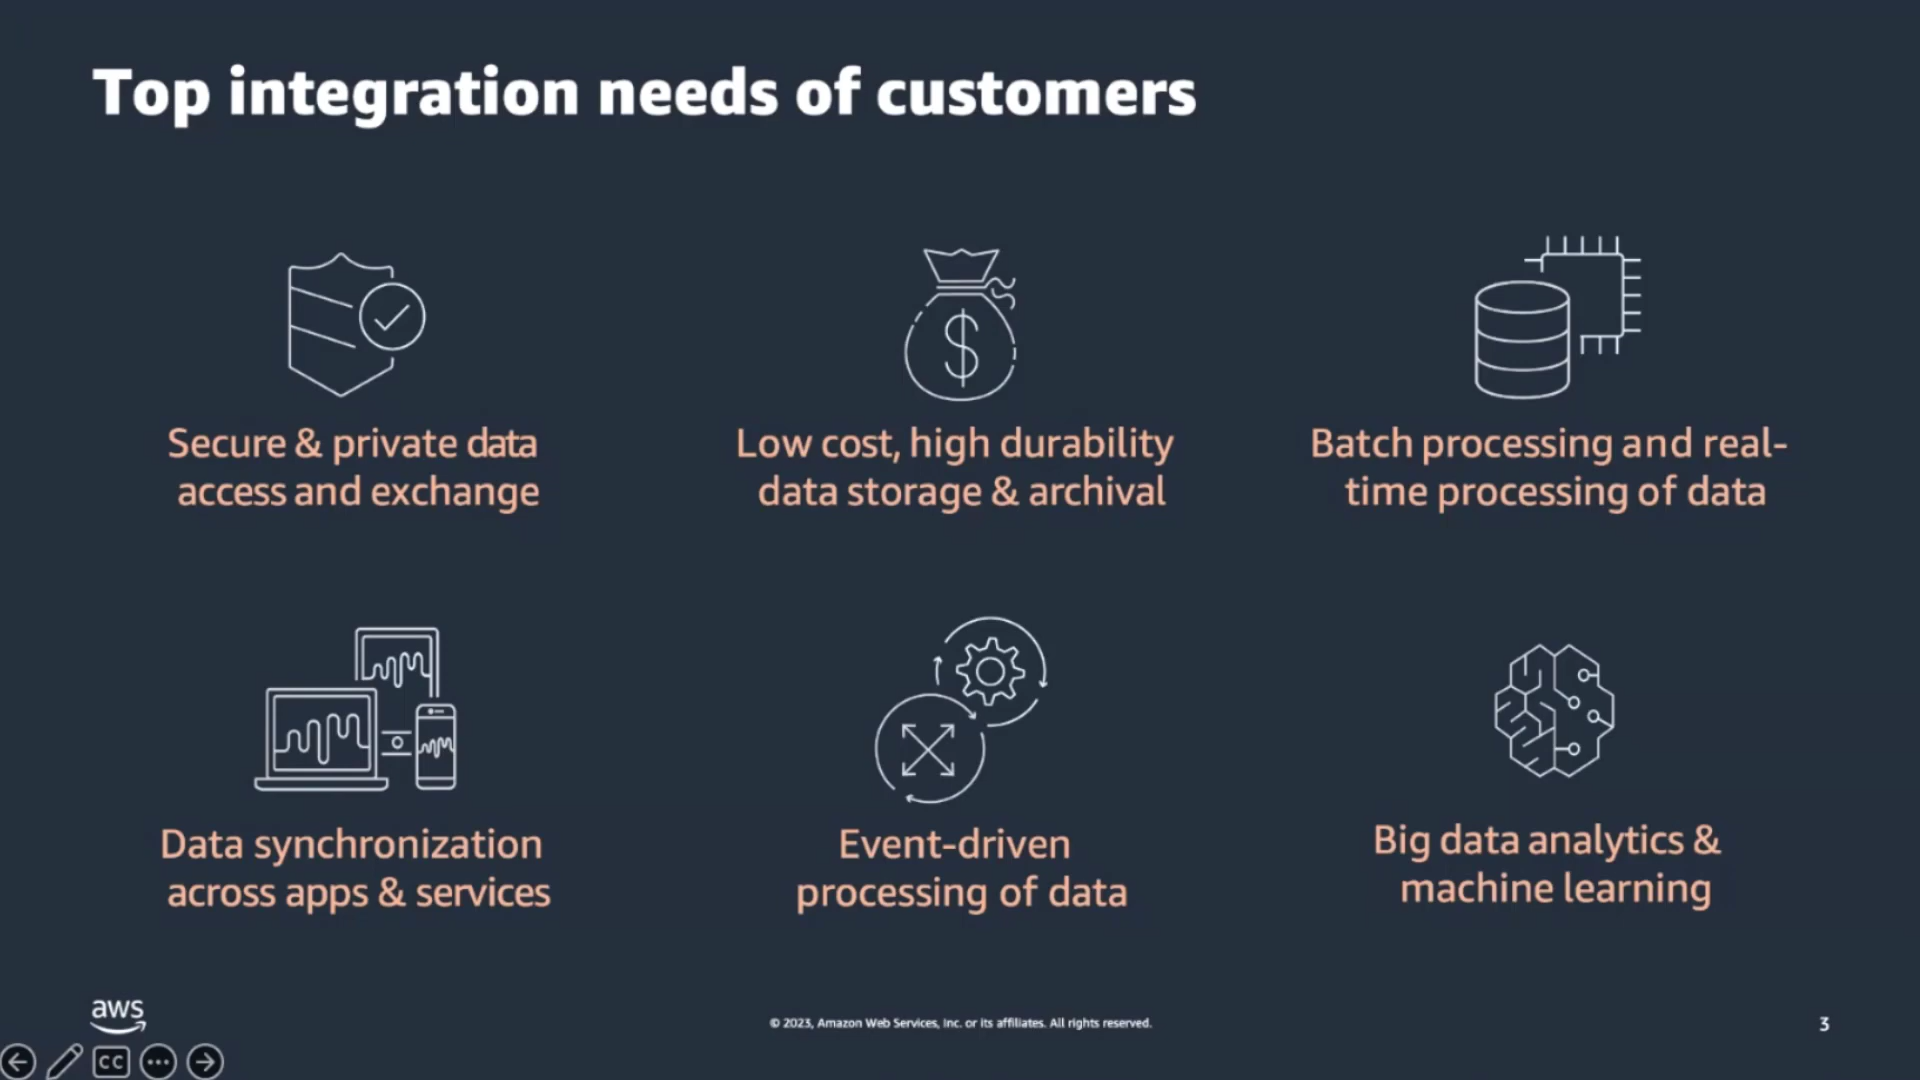 Top integration needs of customers
Secure & private data
access and exchange
Low cost, high durability
data storage & archival
Batch processing and real-
time processing of data
Data synchronization
across apps & services
Event-driven
processing of data
Big data analytics &
machine learning
aws
© 2023, Amazon Web Services, Inc. or its affiliates. All rights reserved.
3
CC